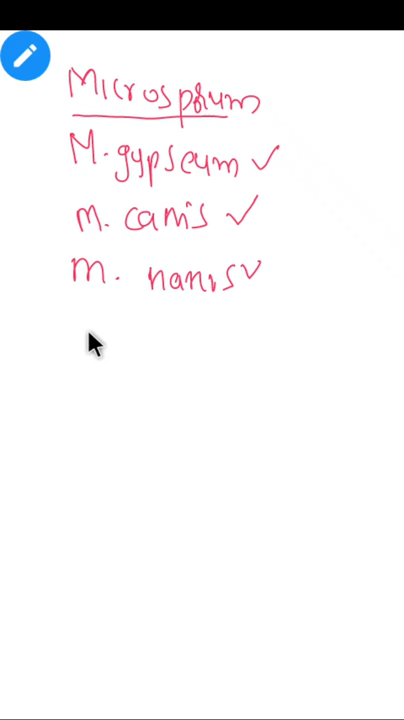 Microsporum
M. gypseum ✓
m. canis ✓
m. nanis ✓